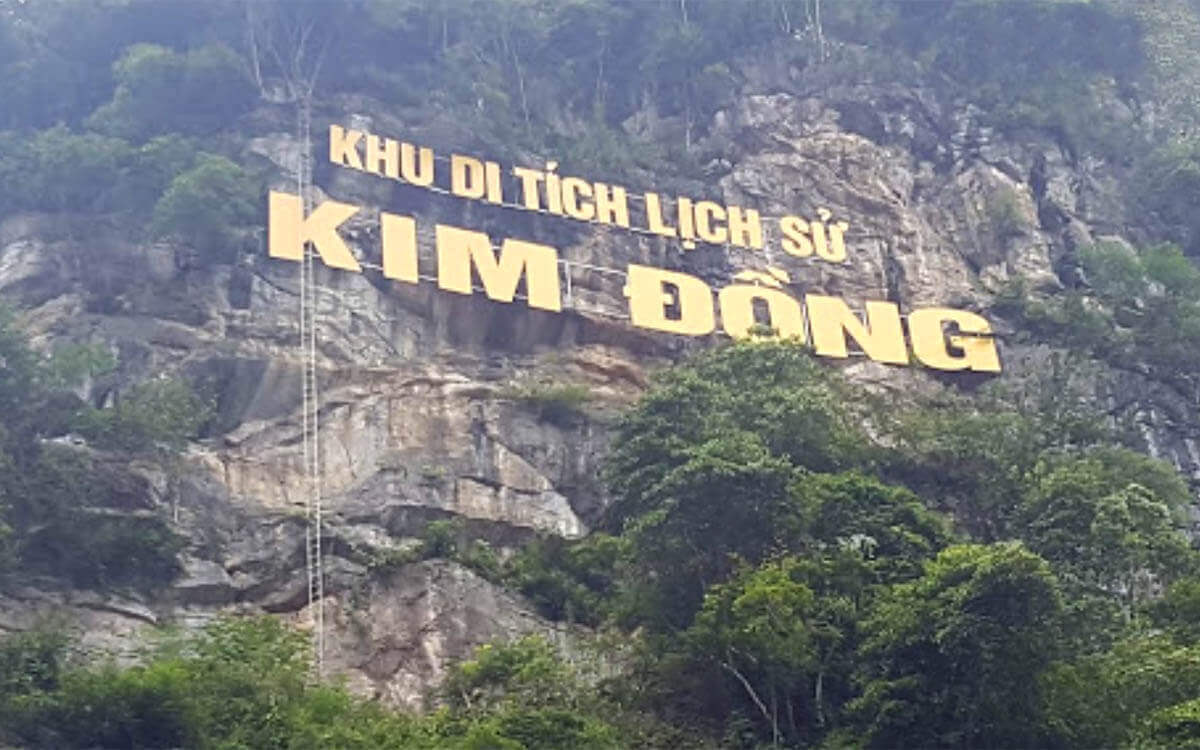 KHU DI TÍCH LỊCH SỬ
KIM ĐỒNG